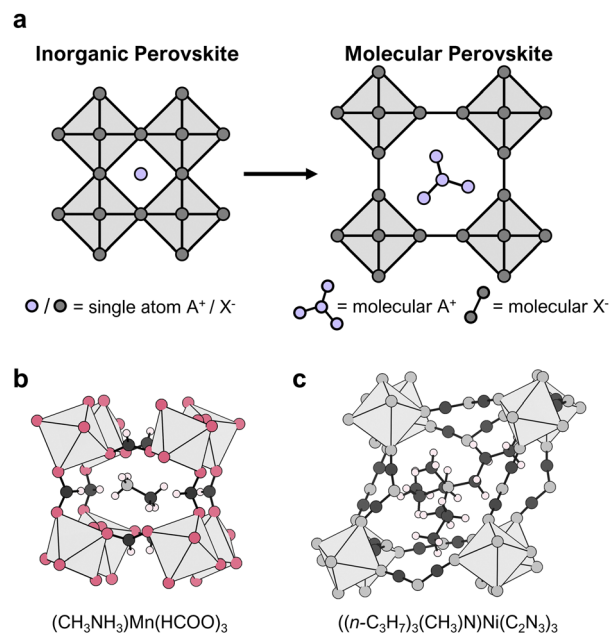 a
Inorganic Perovskite
Molecular Perovskite
/ = single atom A⁺ / X⁻
= molecular A⁺
= molecular X⁻
b
c
(CH₃NH₃)Mn(HCOO)₃
((n-C₃H₇)₃(CH₃)N)Ni(C₂N₃)₃